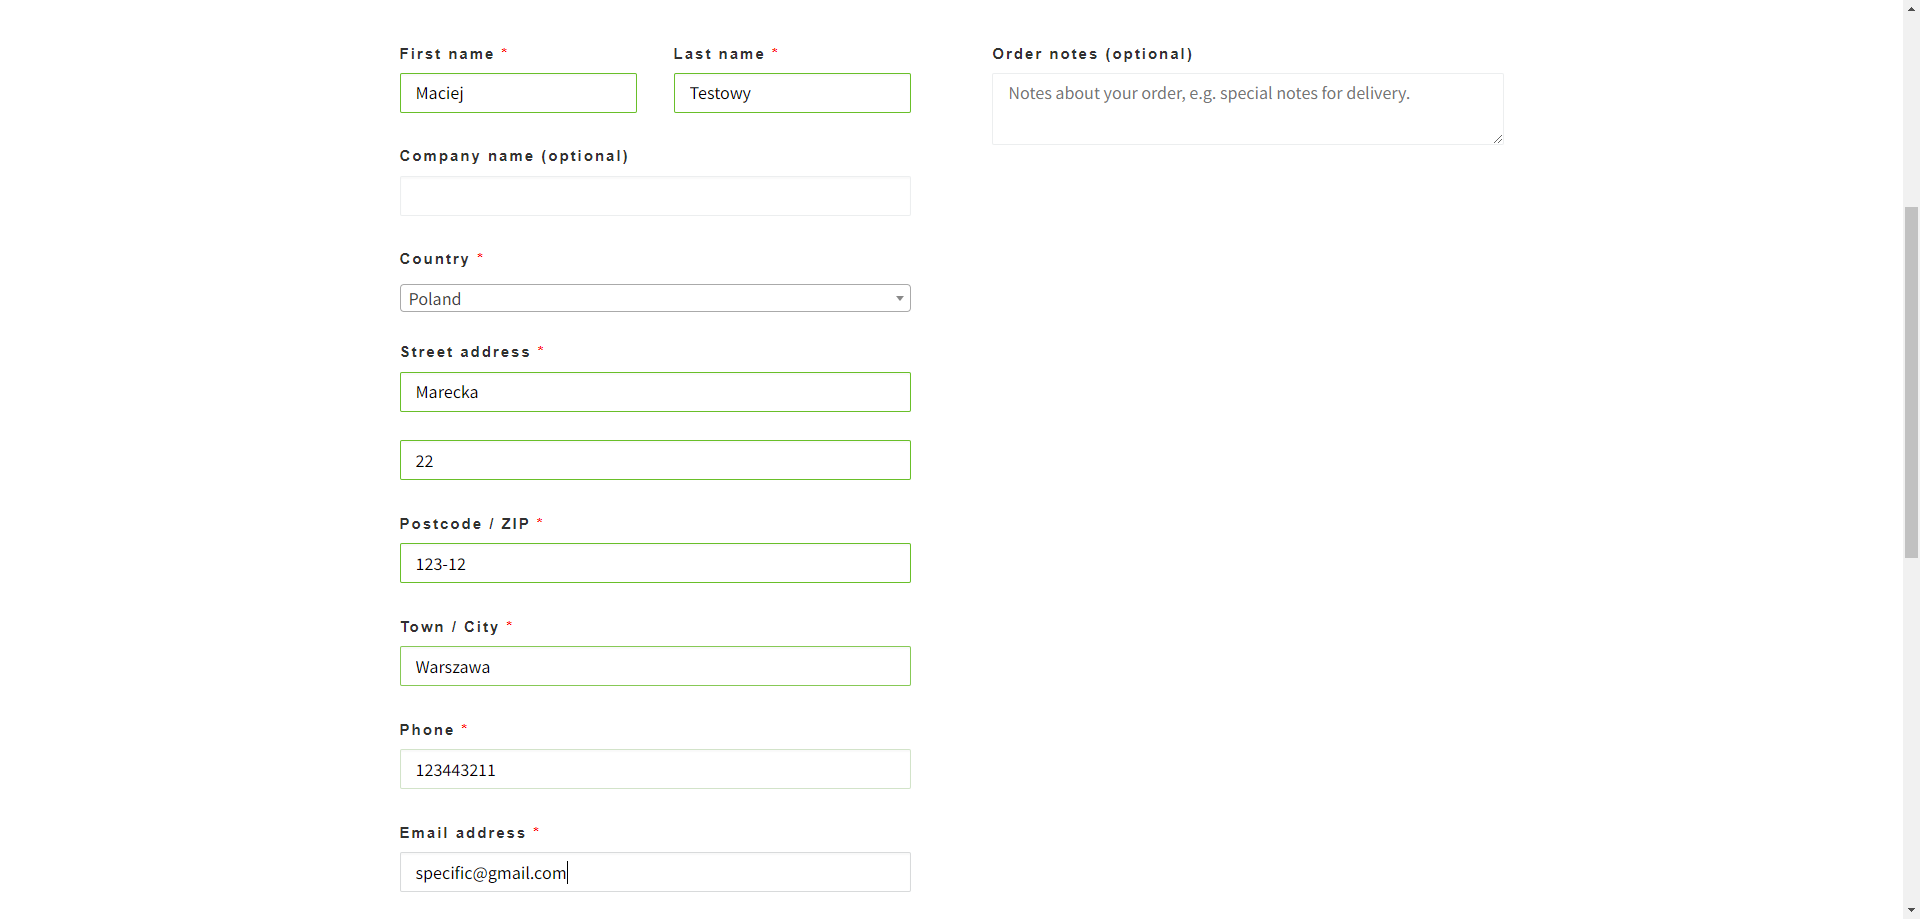 First name *
Maciej
Last name *
Testowy
Company name (optional)
Country *
Poland
Street address *
Marecka
22
Postcode / ZIP *
123-12
Town / City *
Warszawa
Phone *
123443211
Email address *
specific@gmail.com
Order notes (optional)
Notes about your order, e.g. special notes for delivery.